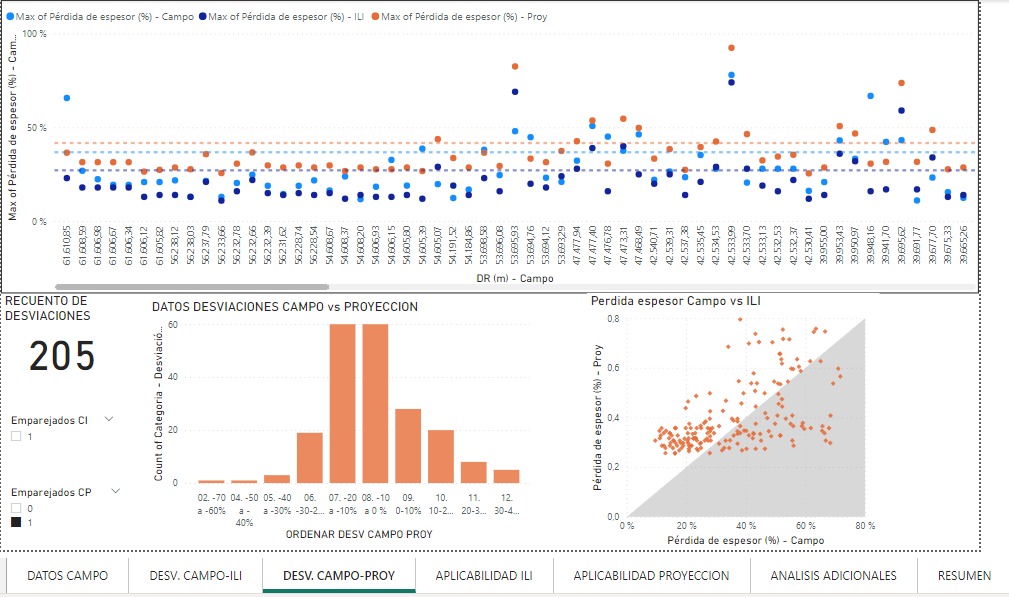 Max of Pérdida de espesor (%) - Campo Max of Pérdida de espesor (%) - ILI Max of Pérdida de espesor (%) - Proy
Max of Pérdida de espesor (%) - Cam...
100 %
50 %
0 %
61.610,85 61.608,59 61.606,98 61.606,67 61.606,34 61.606,12 61.605,82 56.238,12 56.238,03 56.237,79 56.233,66 56.232,78 56.232,66 56.232,39 56.231,62 56.228,74 56.228,54 54.608,67 54.608,37 54.608,20 54.606,93 54.606,15 54.605,80 54.605,39 54.605,07 54.191,52 54.184,86 53.698,58 53.696,80 53.695,93 53.694,76 53.694,12 53.693,29 47.477,94 47.477,40 47.476,78 47.473,31 47.468,49 42.540,71 42.539,31 42.537,38 42.535,45 42.534,53 42.533,99 42.533,70 42.533,13 42.532,53 42.532,37 42.530,41 39.955,00 39.953,43 39.950,97 39.948,16 39.941,70 39.695,62 39.691,77 39.677,70 39.675,33 39.665,26
DR (m) - Campo
RECUENTO DE
DESVIACIONES
205
Emparejados CI
1
Emparejados CP
0
1
DATOS DESVIACIONES CAMPO vs PROYECCION
Count of Categoria - Desviació...
60
40
20
0
02. -70 04. -50 05. -40 06. 07. -20 08. -10 09. 10. 11. 12.
a -60% a - a -30% -30-2... a -10% a 0 % 0-10% 10-2... 20-3... 30-4...
40%
ORDENAR DESV CAMPO PROY
Perdida espesor Campo vs ILI
Pérdida de espesor (%) - Proy
0.8
0,6
0.4
0,2
0.0
0 % 20 % 40 % 60 % 80 %
Pérdida de espesor (%) - Campo
DATOS CAMPO DESV. CAMPO-ILI DESV. CAMPO-PROY APLICABILIDAD ILI APLICABILIDAD PROYECCION ANALISIS ADICIONALES RESUMEN